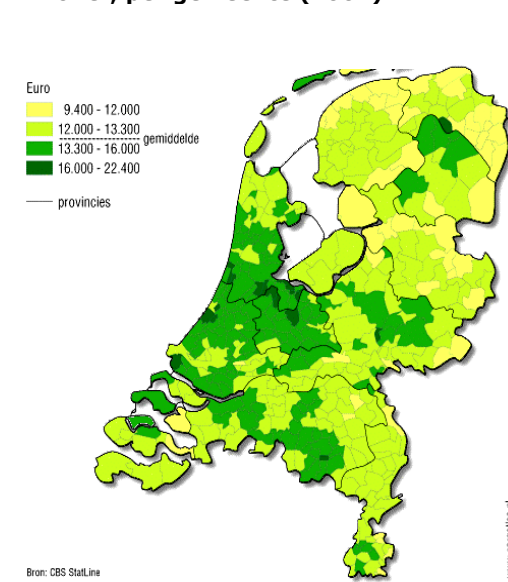 Euro
9.400 - 12.000
12.000 - 13.300
gemiddelde
13.300 - 16.000
16.000 - 22.400
provincies
Bron: CBS StatLine